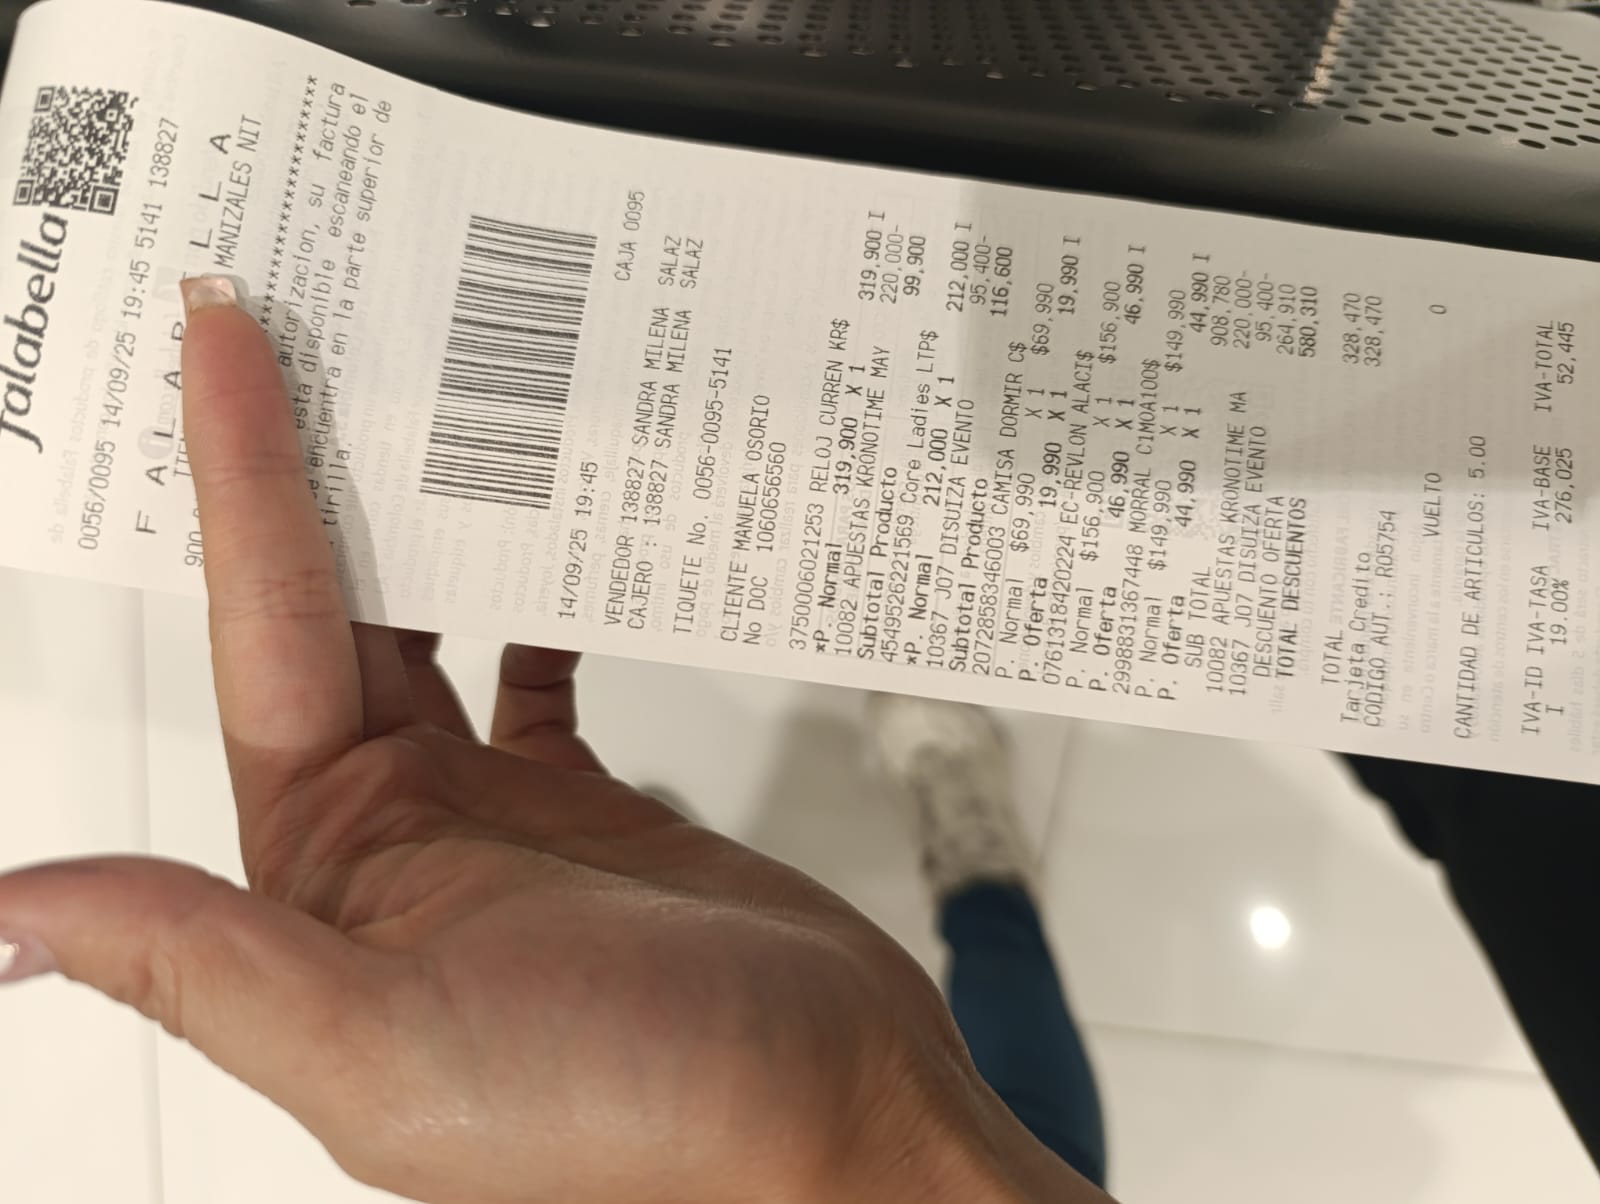 falabella
0056/0095 14/09/25 19:45 5141 138827
F A L A B E L L A
MANIZALES NIT
900
*******************************
autorizacion, su factura
esta disponible escaneando el
se encuentra en la parte superior de
tirilla.
14/09/25 19:45 CAJA 0095
VENDEDOR 138827 SANDRA MILENA SALAZ
CAJERO : 138827 SANDRA MILENA SALAZ
TIQUETE No. 0056-0095-5141
CLIENTE MANUELA OSORIO
No DOC 1060656560
3750006021253 RELOJ CURREN KR$
*P. Normal 319,900 X 1 319,900 I
10082 APUESTAS KRONOTIME MAY 220,000-
Subtotal Producto 99,900
4549526221569 Core Ladies LTP$
*P. Normal 212,000 X 1 212,000 I
10367 J07 DISUIZA EVENTO 95,400-
Subtotal Producto 116,600
2072858346003 CAMISA DORMIR C$
P. Normal $69,990 X 1 $69,990
P. Oferta 19,990 X 1 19,990 I
0761318420224 EC-REVLON ALACI$
P. Normal $156,900 X 1 $156,900
P. Oferta 46,990 X 1 46,990 I
2998831367448 MORRAL CIMOA100$
P. Normal $149,990 X 1 $149,990
P. Oferta 44,990 X 1 44,990 I
SUB TOTAL 908,780
10082 APUESTAS KRONOTIME MA 220,000-
10367 J07 DISUIZA EVENTO 95,400-
DESCUENTO OFERTA 264,910
TOTAL DESCUENTOS 580,310
TOTAL 328,470
Tarjeta Credito 328,470
CODIGO AUT.: R05754
VUELTO 0
CANTIDAD DE ARTICULOS: 5.00
IVA-ID IVA-TASA IVA-BASE IVA-TOTAL
I 19.00% 276,025 52,445